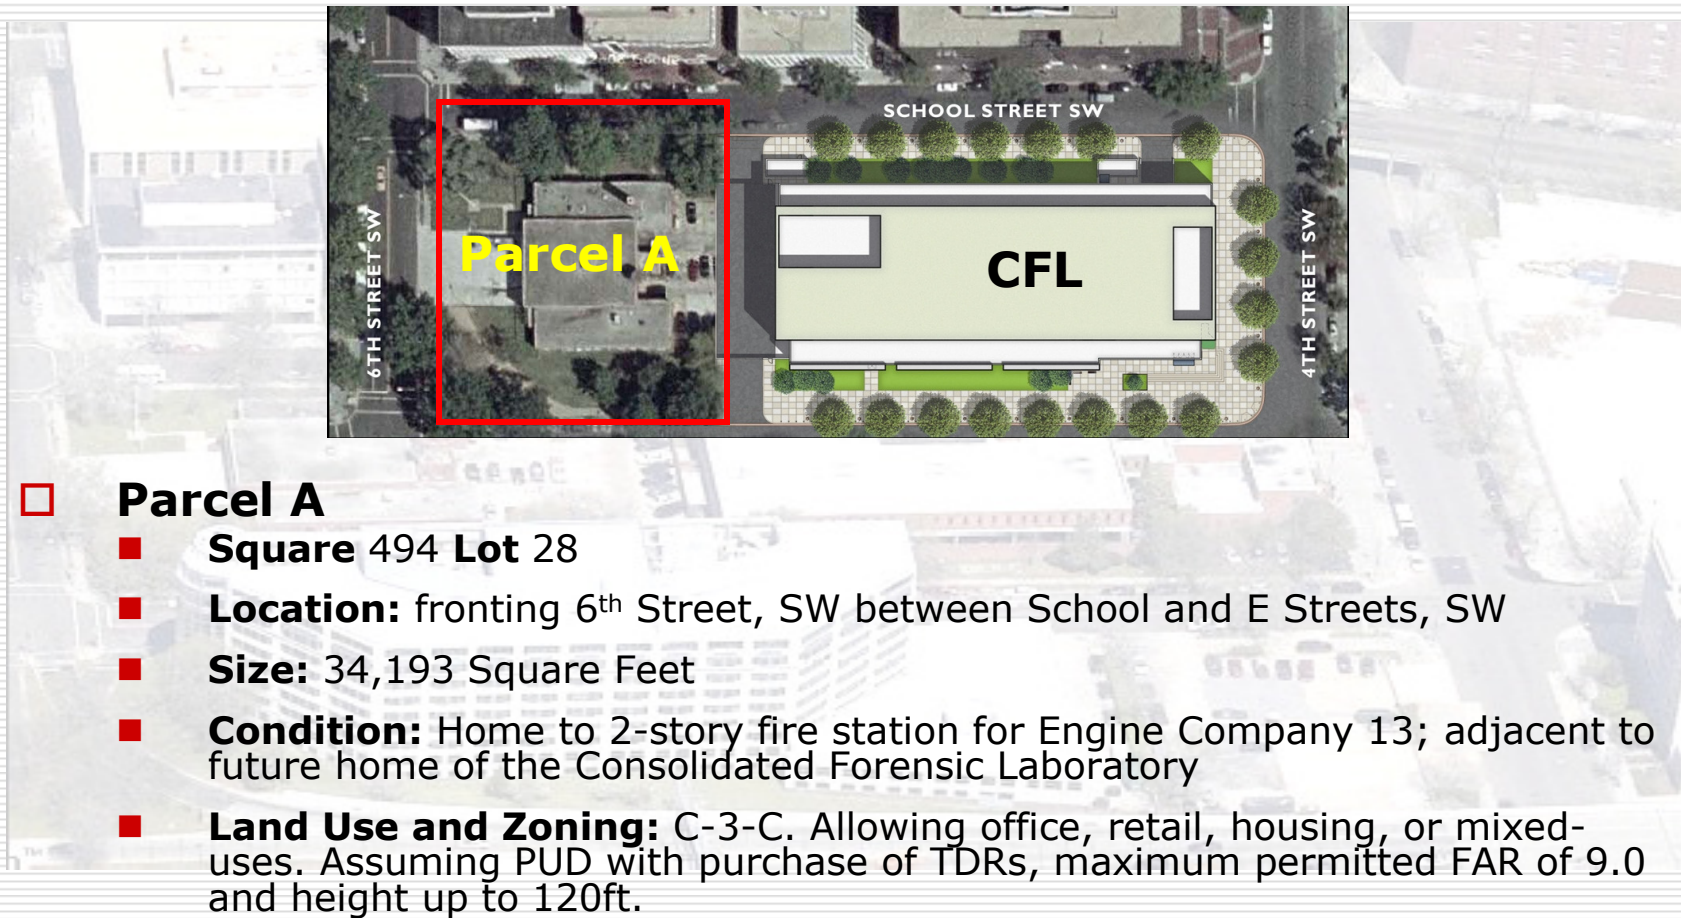 SCHOOL STREET SW
6TH STREET SW
Parcel A
CFL
4TH STREET SW
Parcel A
Square 494 Lot 28
Location: fronting 6th Street, SW between School and E Streets, SW
Size: 34,193 Square Feet
Condition: Home to 2-story fire station for Engine Company 13; adjacent to
future home of the Consolidated Forensic Laboratory
Land Use and Zoning: C-3-C. Allowing office, retail, housing, or mixed-
uses. Assuming PUD with purchase of TDRs, maximum permitted FAR of 9.0
and height up to 120ft.